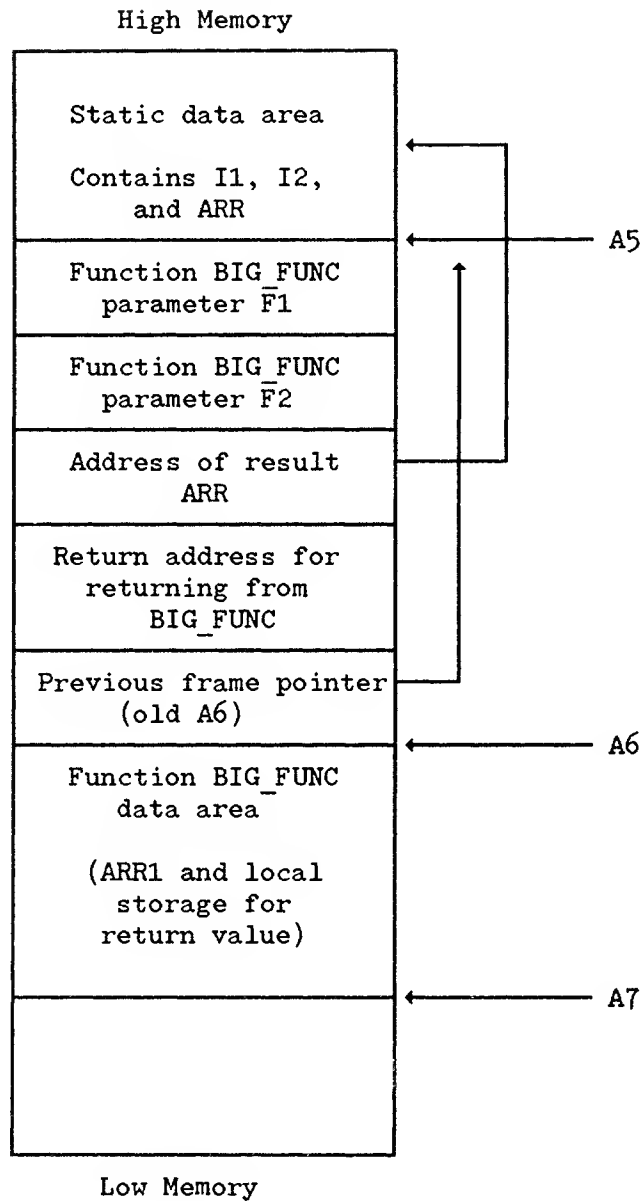 High Memory
Static data area
Contains I1, I2,
and ARR
A5
Function BIG_FUNC
parameter F1
Function BIG_FUNC
parameter F2
Address of result
ARR
Return address for
returning from
BIG_FUNC
Previous frame pointer
(old A6)
A6
Function BIG_FUNC
data area
(ARR1 and local
storage for
return value)
A7
Low Memory